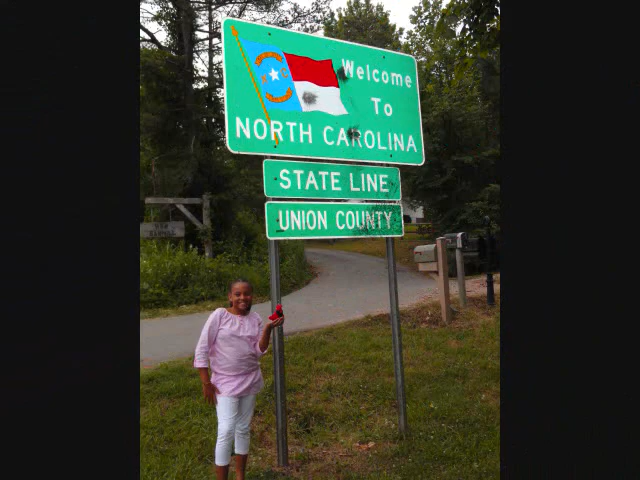 Welcome
To
NORTH CAROLINA
STATE LINE
UNION COUNTY